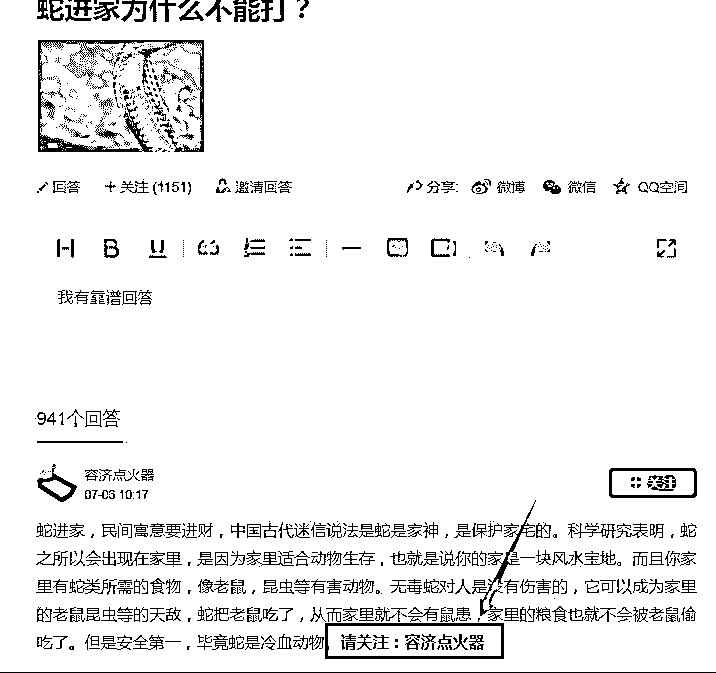 蛇进家为什么不能打？
回答 关注 (1151) 邀请回答 分享: 微博 微信 QQ空间
H B U
我有靠谱回答
941个回答
容济点火器
07-03 10:17
关注
蛇进家，民间寓意要进财，中国古代迷信说法是蛇是家神，是保护家宅的。科学研究表明，蛇
之所以会出现在家里，是因为家里适合动物生存，也就是说你的家是一块风水宝地。而且你家
里有蛇类所需的食物，像老鼠，昆虫等有害动物。无毒蛇对人是没有伤害的，它可以成为家里
的老鼠昆虫等的天敌，蛇把老鼠吃了，从而家里就不会有鼠患，家里的粮食也就不会被老鼠偷
吃了。但是安全第一，毕竟蛇是冷血动物
请关注：容济点火器